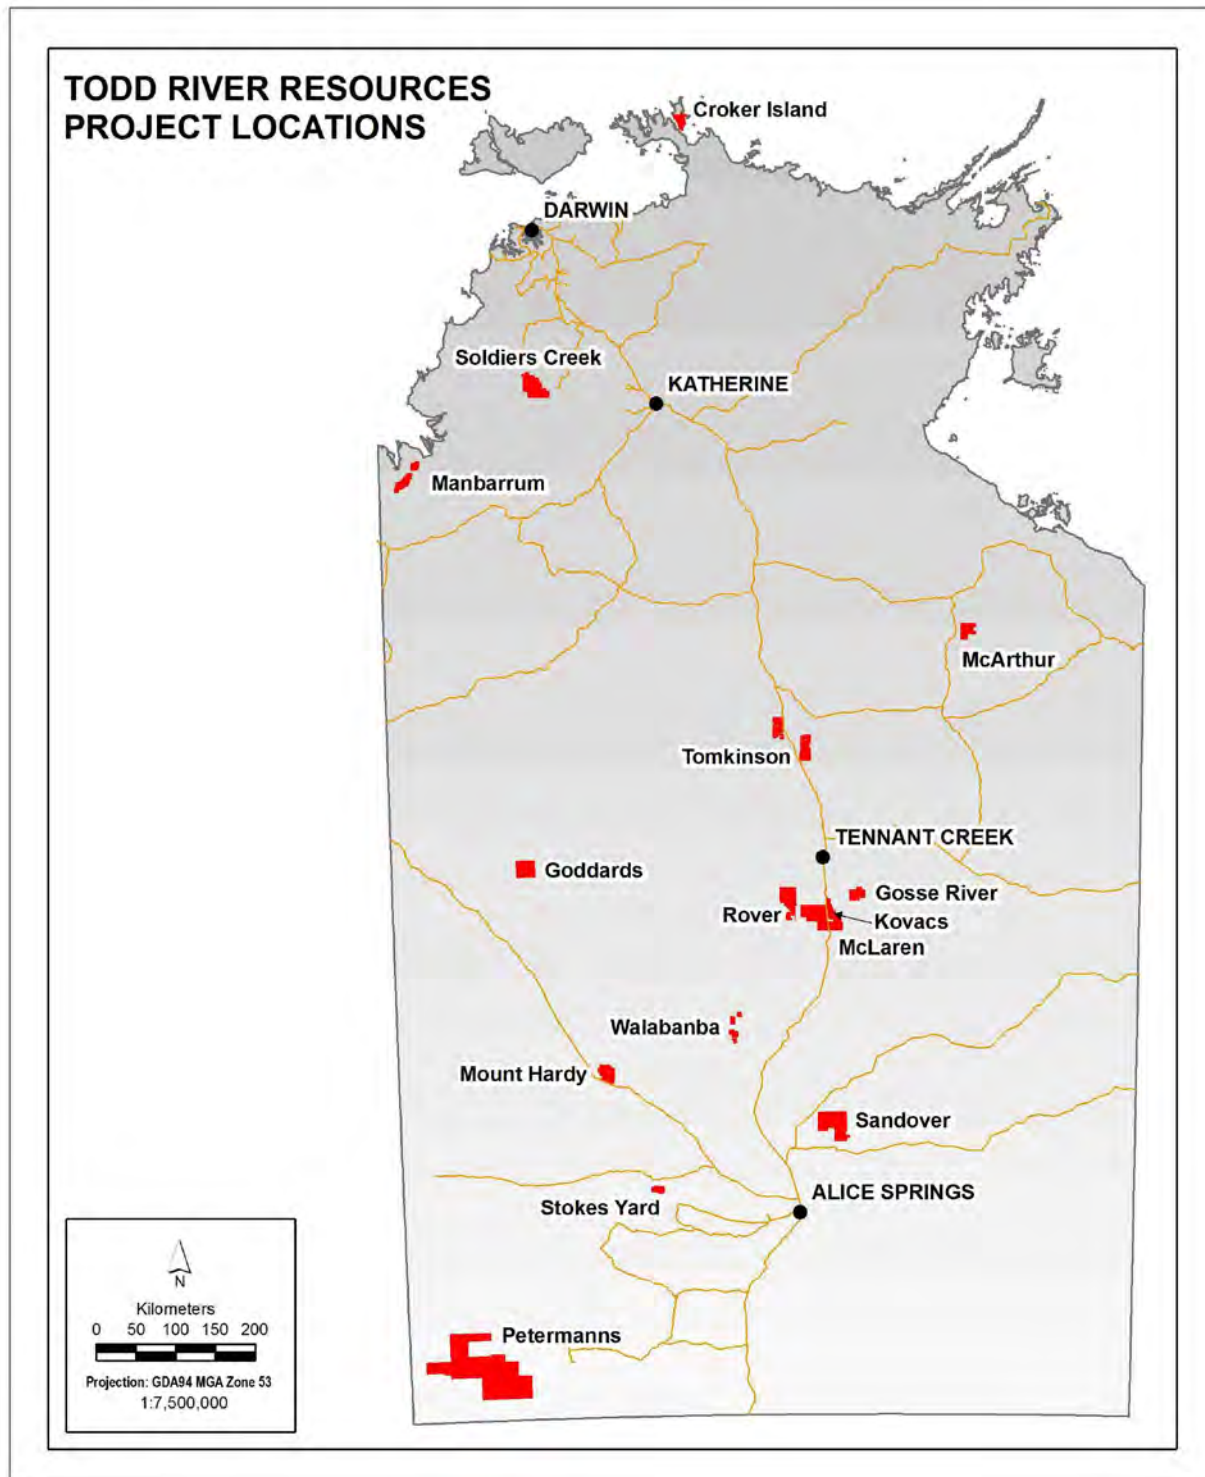 TODD RIVER RESOURCES
PROJECT LOCATIONS
Croker Island
DARWIN
Soldiers Creek
KATHERINE
Manbarrum
McArthur
Tomkinson
TENNANT CREEK
Goddards
Gosse River
Rover
Kovacs
McLaren
Walabanba
Mount Hardy
Sandover
ALICE SPRINGS
Stokes Yard
N
Kilometers
0 50 100 150 200
Projection: GDA94 MGA Zone 53
1:7,500,000
Petermanns